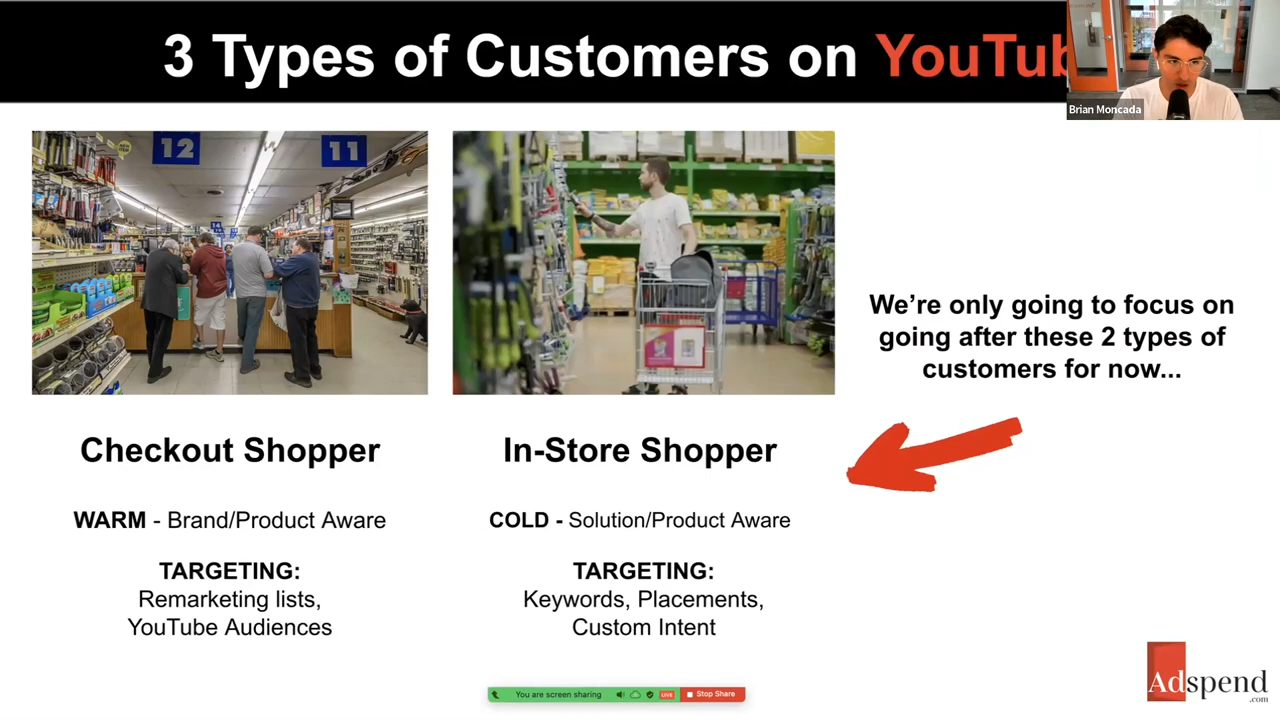 3 Types of Customers on YouTub
Brian Moncada
12
11
We're only going to focus on
going after these 2 types of
customers for now...
Checkout Shopper
In-Store Shopper
WARM - Brand/Product Aware
COLD - Solution/Product Aware
TARGETING:
Remarketing lists,
YouTube Audiences
TARGETING:
Keywords, Placements,
Custom Intent
You are screen sharing
LIVE
Stop Share
Adspend
.com